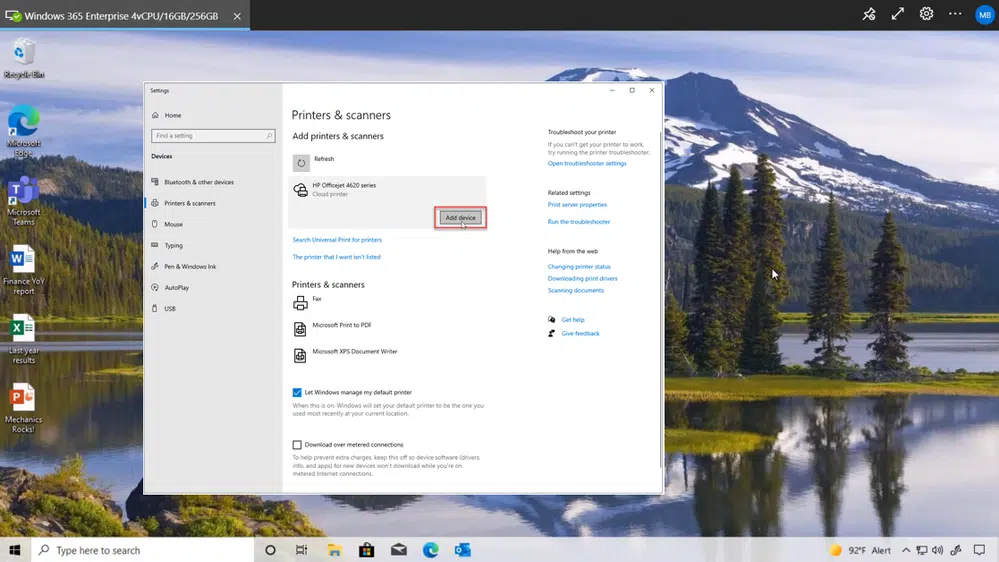 Windows 365 Enterprise 4vCPU/16GB/256GB
MB
Recycle Bin
Microsoft
Edge
Microsoft
Teams
Finance YoY
report
Last year
results
Mechanics
Rocks!
Settings
Home
Find a setting
Devices
Bluetooth & other devices
Printers & scanners
Mouse
Typing
Pen & Windows Ink
AutoPlay
USB
Printers & scanners
Add printers & scanners
Refresh
HP Officejet 4620 series
Cloud printer
Add device
Search Universal Print for printers
The printer that I want isn't listed
Printers & scanners
Fax
Microsoft Print to PDF
Microsoft XPS Document Writer
Let Windows manage my default printer
When this is on, Windows will set your default printer to be the one you
used most recently at your current location.
Download over metered connections
To help prevent extra charges, keep this off so device software (drivers,
info, and apps) for new devices won't download while you're on
metered Internet connections.
Troubleshoot your printer
If you can't get your printer to work,
try running the printer troubleshooter.
Open troubleshooter settings
Related settings
Print server properties
Run the troubleshooter
Help from the web
Changing printer status
Downloading print drivers
Scanning documents
Get help
Give feedback
Type here to search
92°F Alert